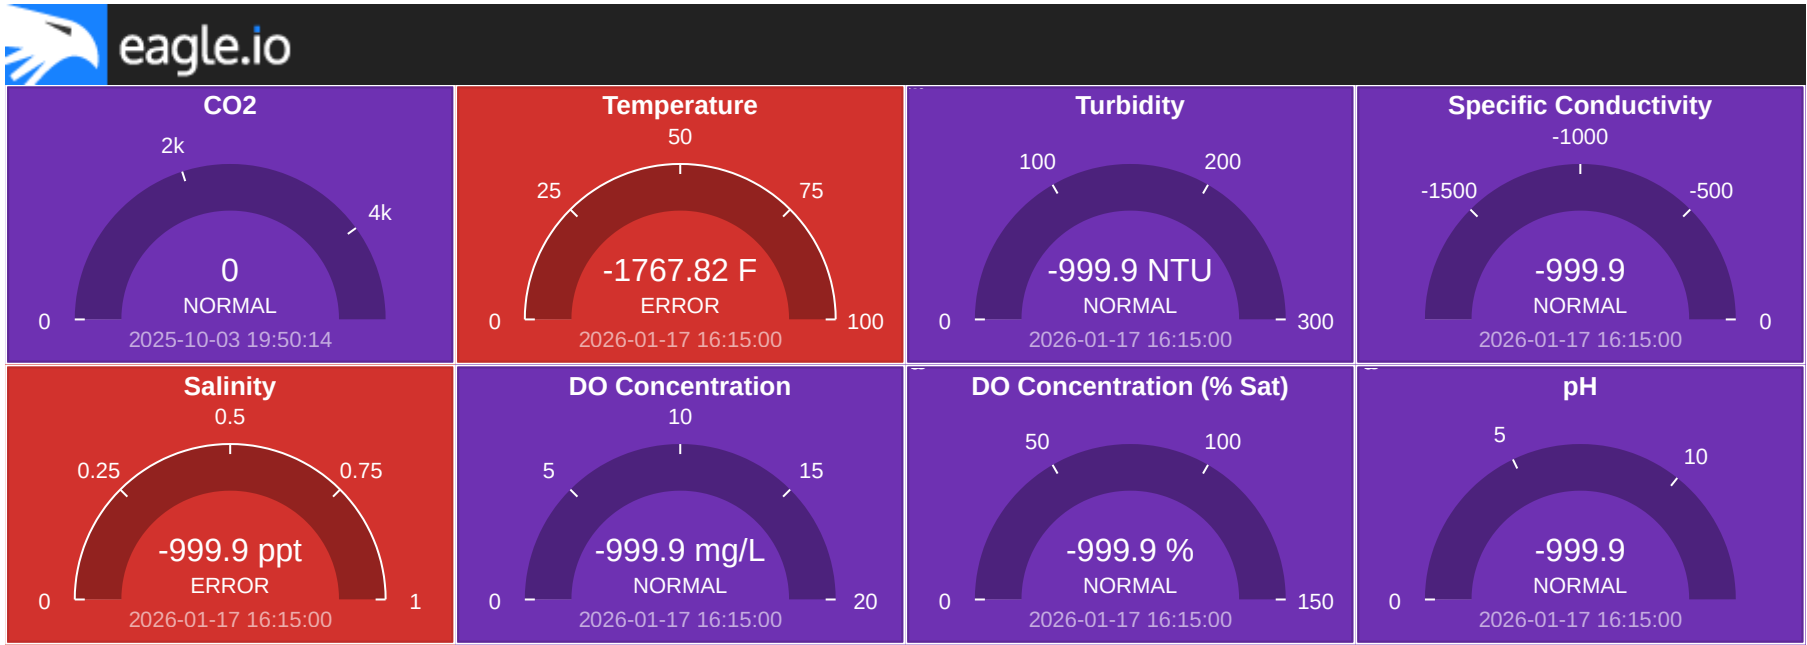 eagle.io
CO2
2k
4k
0
0
NORMAL
2025-10-03 19:50:14
Temperature
50
25
75
-1767.82 F
ERROR
0
100
2026-01-17 16:15:00
Turbidity
100
200
-999.9 NTU
NORMAL
0
300
2026-01-17 16:15:00
Specific Conductivity
-1000
-1500
-500
-999.9
NORMAL
0
2026-01-17 16:15:00
Salinity
0.5
0.25
0.75
-999.9 ppt
ERROR
0
1
2026-01-17 16:15:00
DO Concentration
10
5
15
-999.9 mg/L
NORMAL
0
20
2026-01-17 16:15:00
DO Concentration (% Sat)
50
100
-999.9 %
NORMAL
0
150
2026-01-17 16:15:00
pH
5
10
-999.9
NORMAL
0
2026-01-17 16:15:00